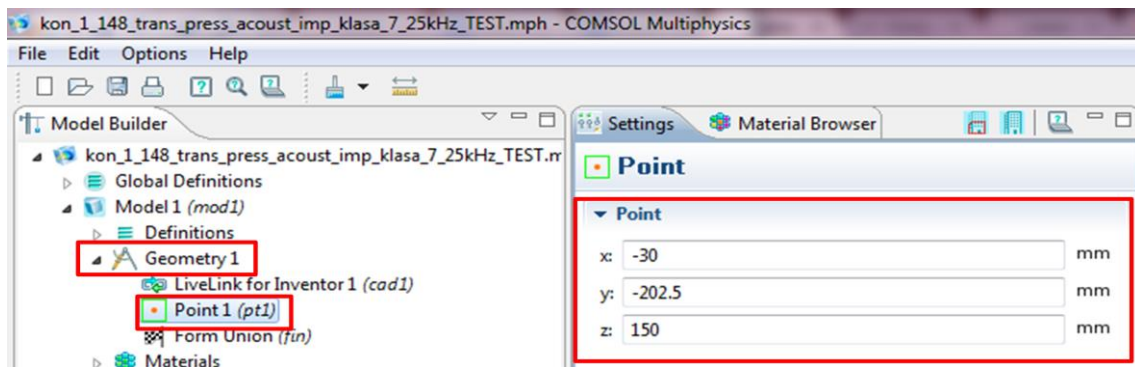 kon_1_148_trans_press_acoust_imp_klasa_7_25kHz_TEST.mph - COMSOL Multiphysics
File Edit Options Help
Model Builder
kon_1_148_trans_press_acoust_imp_klasa_7_25kHz_TEST.m
Global Definitions
Model 1 (mod1)
Definitions
Geometry 1
LiveLink for Inventor 1 (cad1)
Point 1 (pt1)
Form Union (fin)
Materials
Settings Material Browser
Point
Point
x: -30 mm
y: -202.5 mm
z: 150 mm